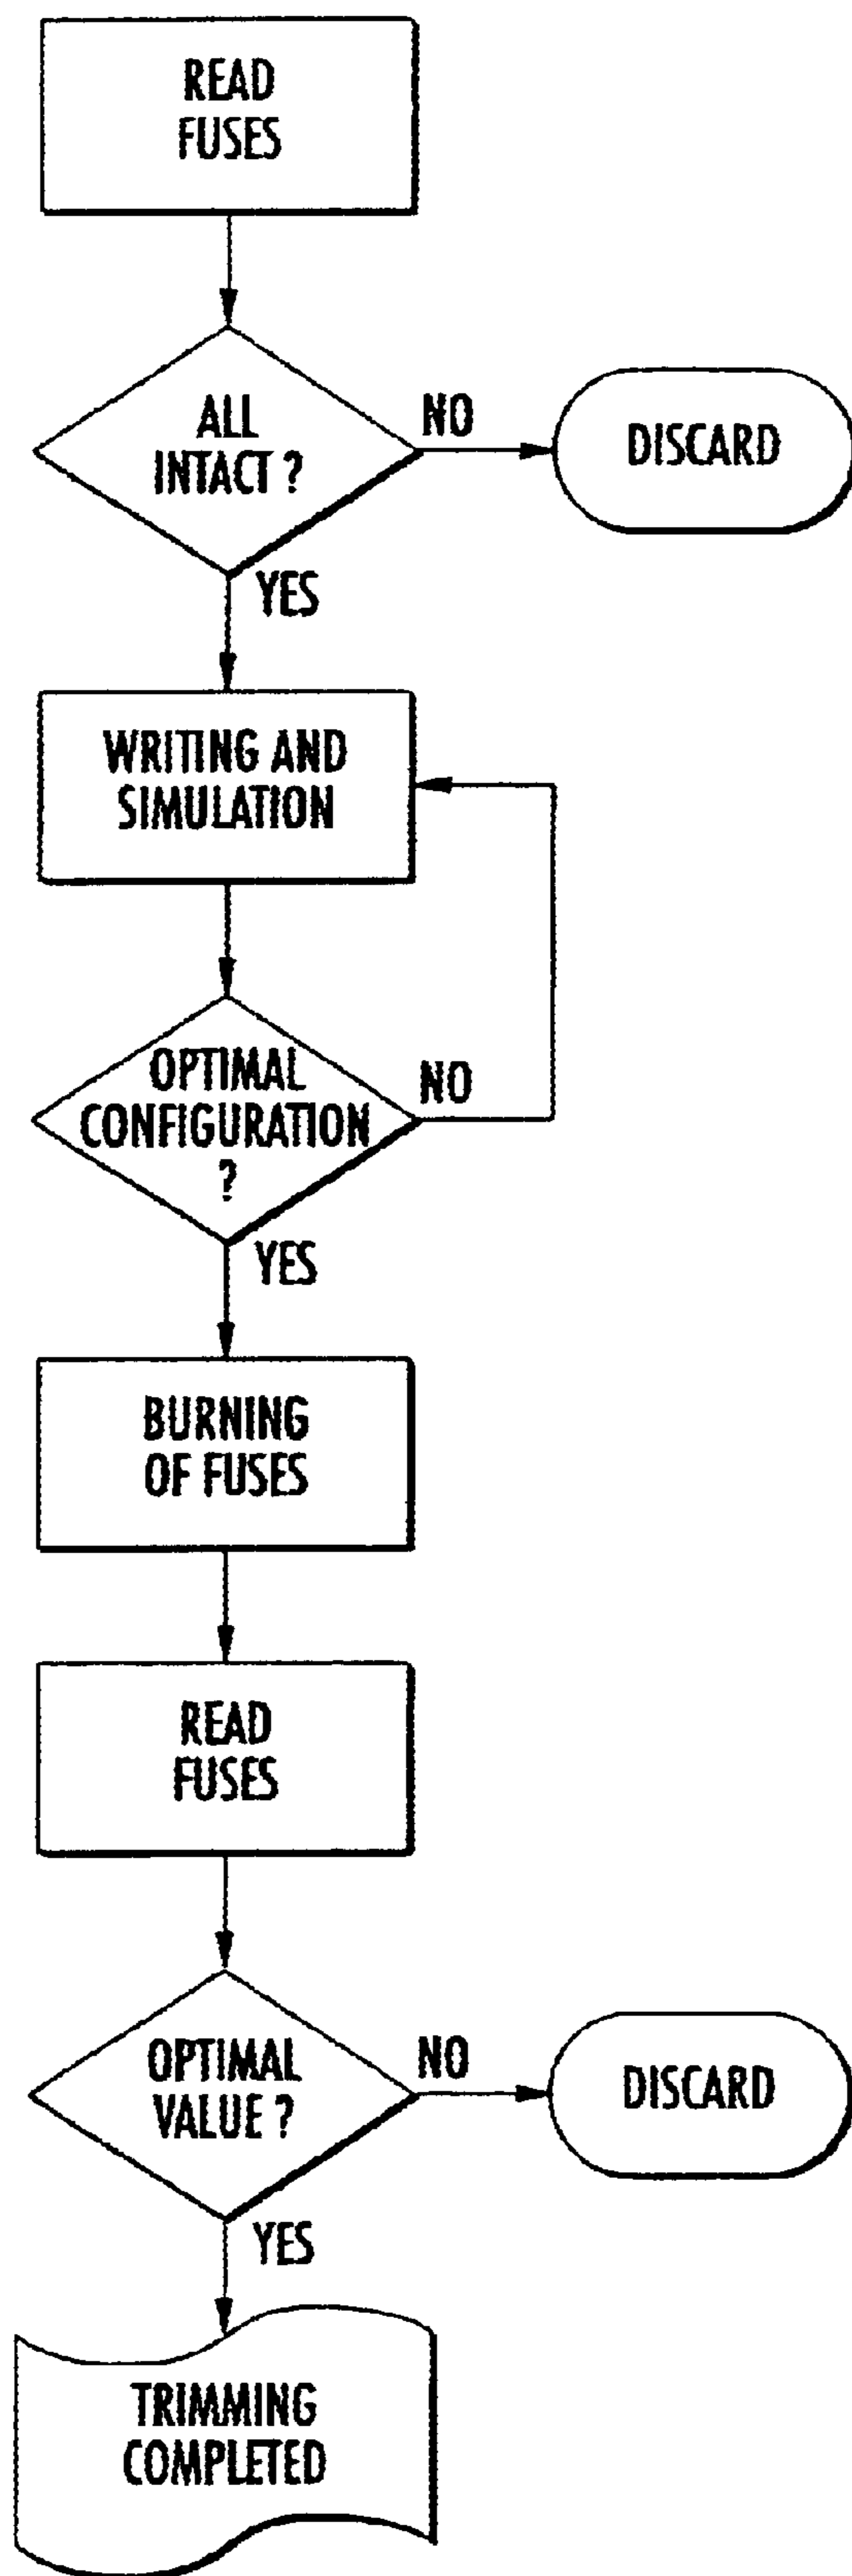 READ
FUSES
ALL
INTACT ?
NO
DISCARD
YES
WRITING AND
SIMULATION
OPTIMAL
CONFIGURATION
?
NO
YES
BURNING
OF FUSES
READ
FUSES
OPTIMAL
VALUE ?
NO
DISCARD
YES
TRIMMING
COMPLETED